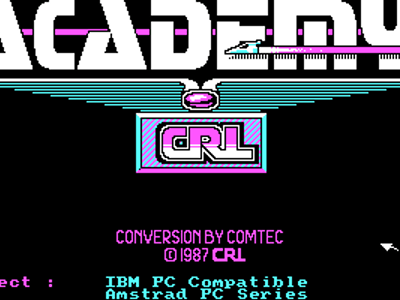 ACADEMY
CRL
CONVERSION BY COMTEC
© 1987 CRL
ect : IBM PC Compatible
Amstrad PC Series